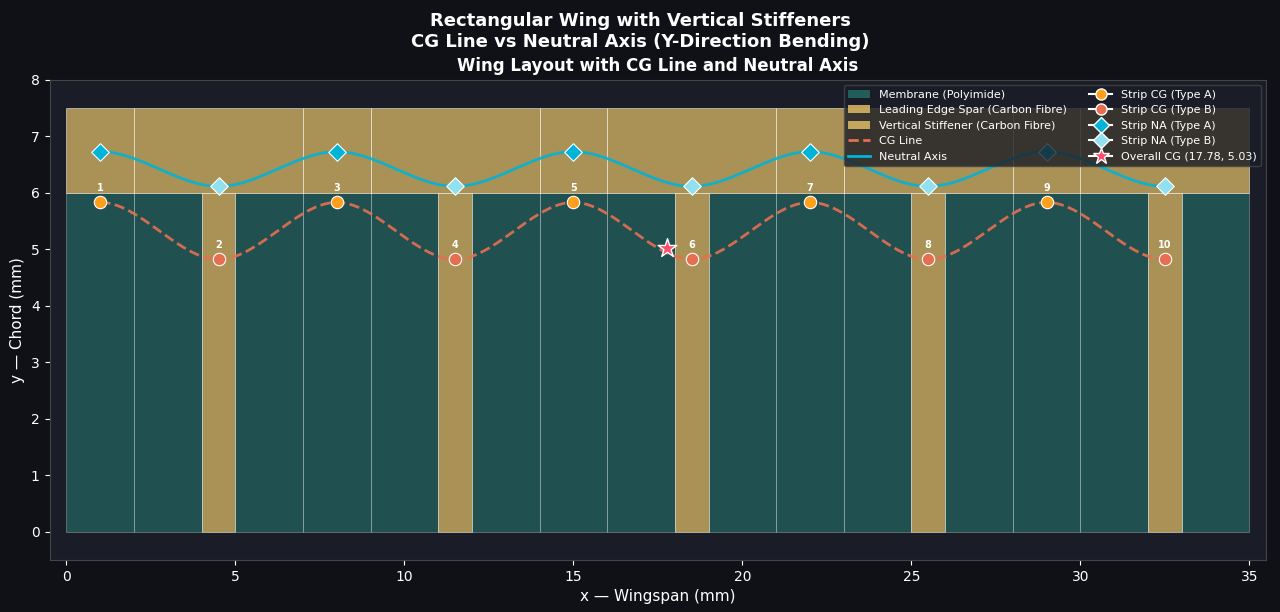 Rectangular Wing with Vertical Stiffeners
CG Line vs Neutral Axis (Y-Direction Bending)
Wing Layout with CG Line and Neutral Axis
y — Chord (mm)
8
7
6
5
4
3
2
1
0
Membrane (Polyimide)
Leading Edge Spar (Carbon Fibre)
Vertical Stiffener (Carbon Fibre)
CG Line
Neutral Axis
Strip CG (Type A)
Strip CG (Type B)
Strip NA (Type A)
Strip NA (Type B)
Overall CG (17.78, 5.03)
1
2
3
4
5
6
7
8
9
10
0
5
10
15
20
25
30
35
x — Wingspan (mm)